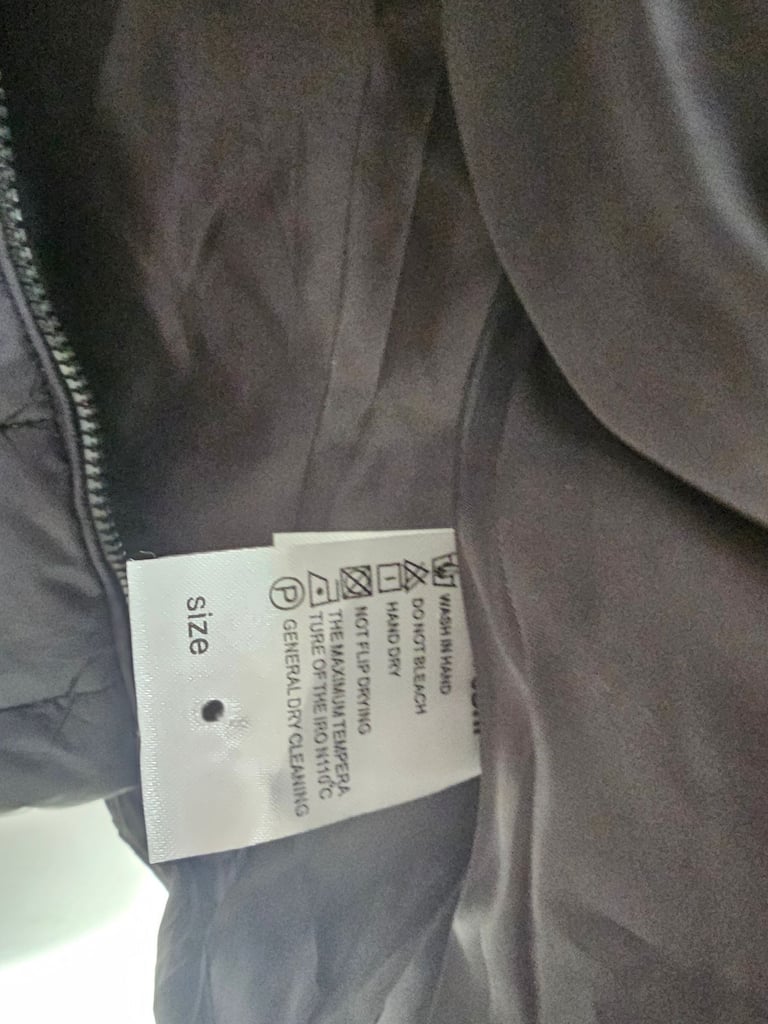 WASH IN HAND
DO NOT BLEACH
HAND DRY
NOT FLIP DRYING
THE MAXIMUM TEMPERA
TURE OF THE IRO N110°C
P GENERAL DRY CLEANING
size